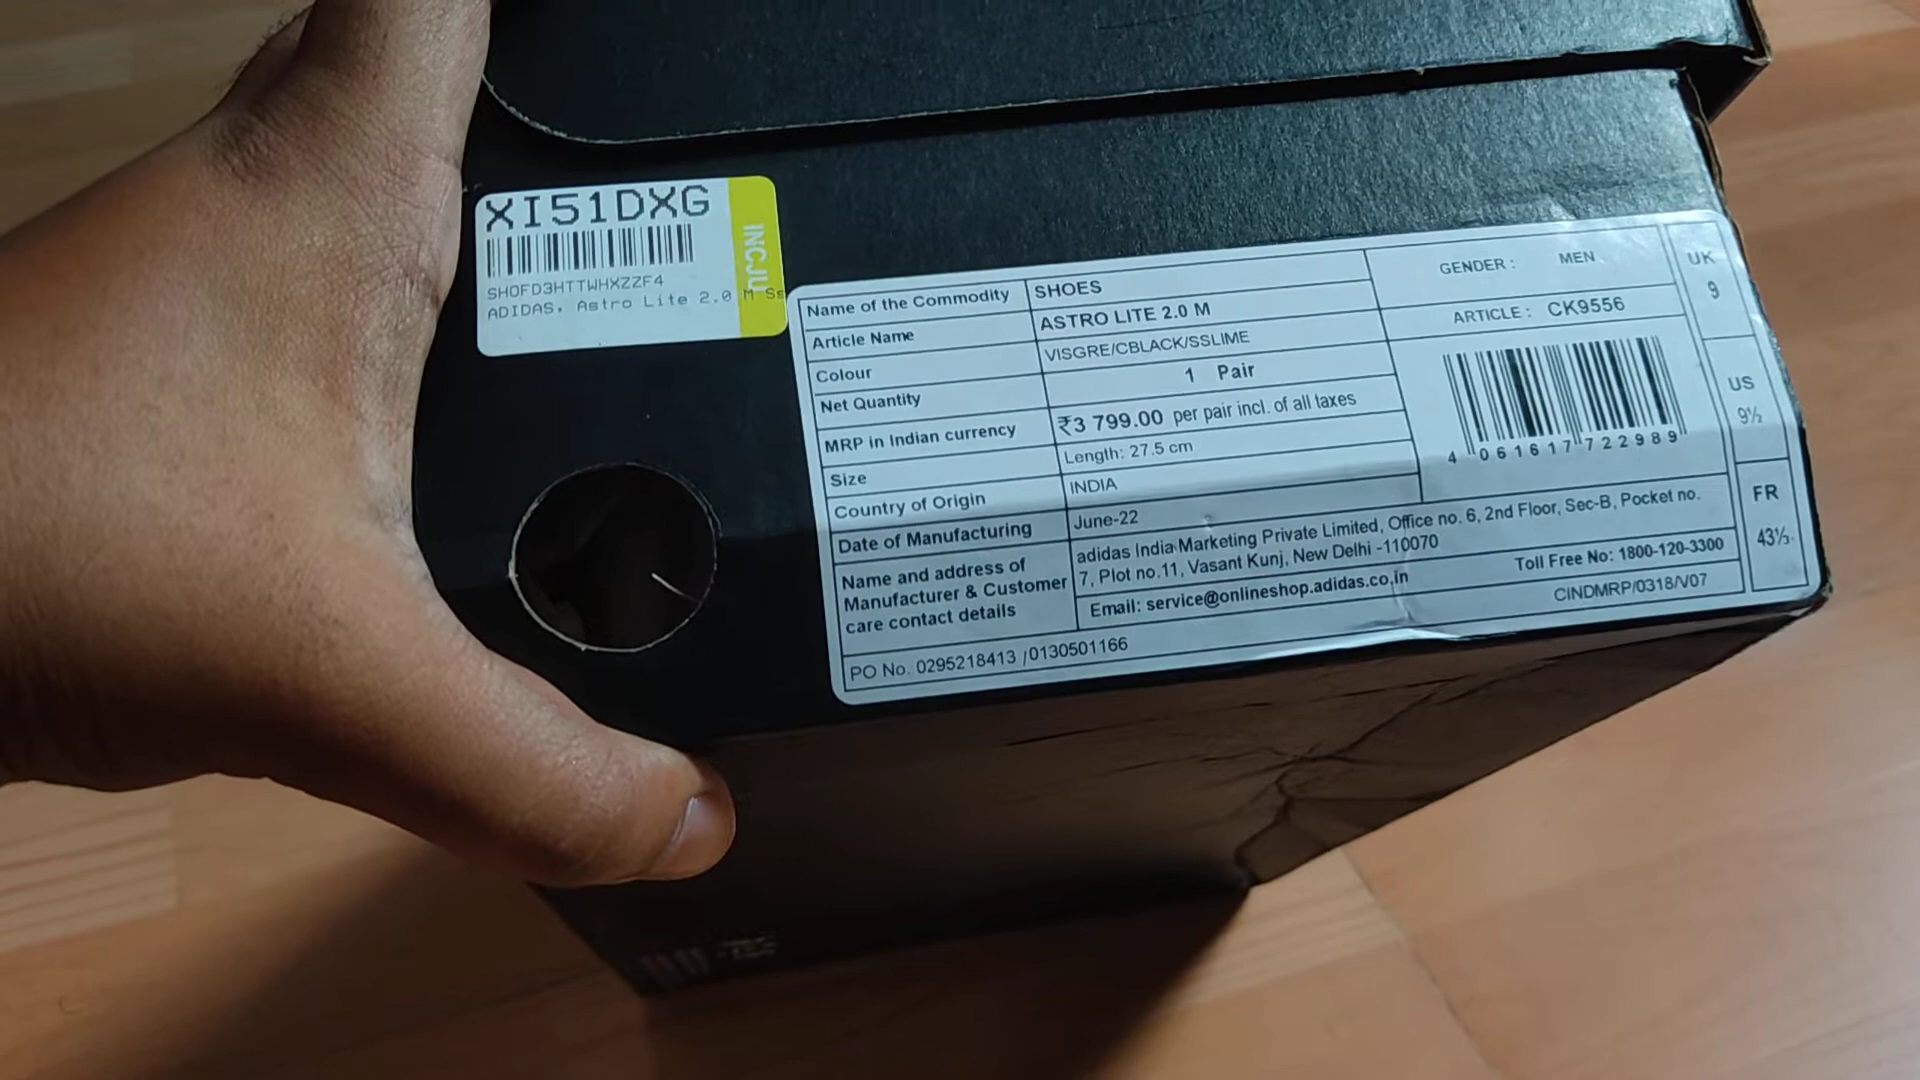 XI51DXG
INCJU
SHOFD3HTTWHXZZF4
ADIDAS, Astro Lite 2.0 M Ss
Name of the Commodity SHOES
Article Name ASTRO LITE 2.0 M
Colour VISGRE/CBLACK/SSLIME
Net Quantity 1 Pair
MRP in Indian currency ₹3 799.00 per pair incl. of all taxes
Size Length: 27.5 cm
Country of Origin INDIA
Date of Manufacturing June-22
Name and address of
Manufacturer & Customer
care contact details
adidas India Marketing Private Limited, Office no. 6, 2nd Floor, Sec-B, Pocket no.
7, Plot no.11, Vasant Kunj, New Delhi -110070
Email: service@onlineshop.adidas.co.in
Toll Free No: 1800-120-3300
PO No. 0295218413 /0130501166
CINDMRP/0318/V07
GENDER : MEN
ARTICLE : CK9556
4 061617 722989
UK
9
US
9½
FR
43⅓